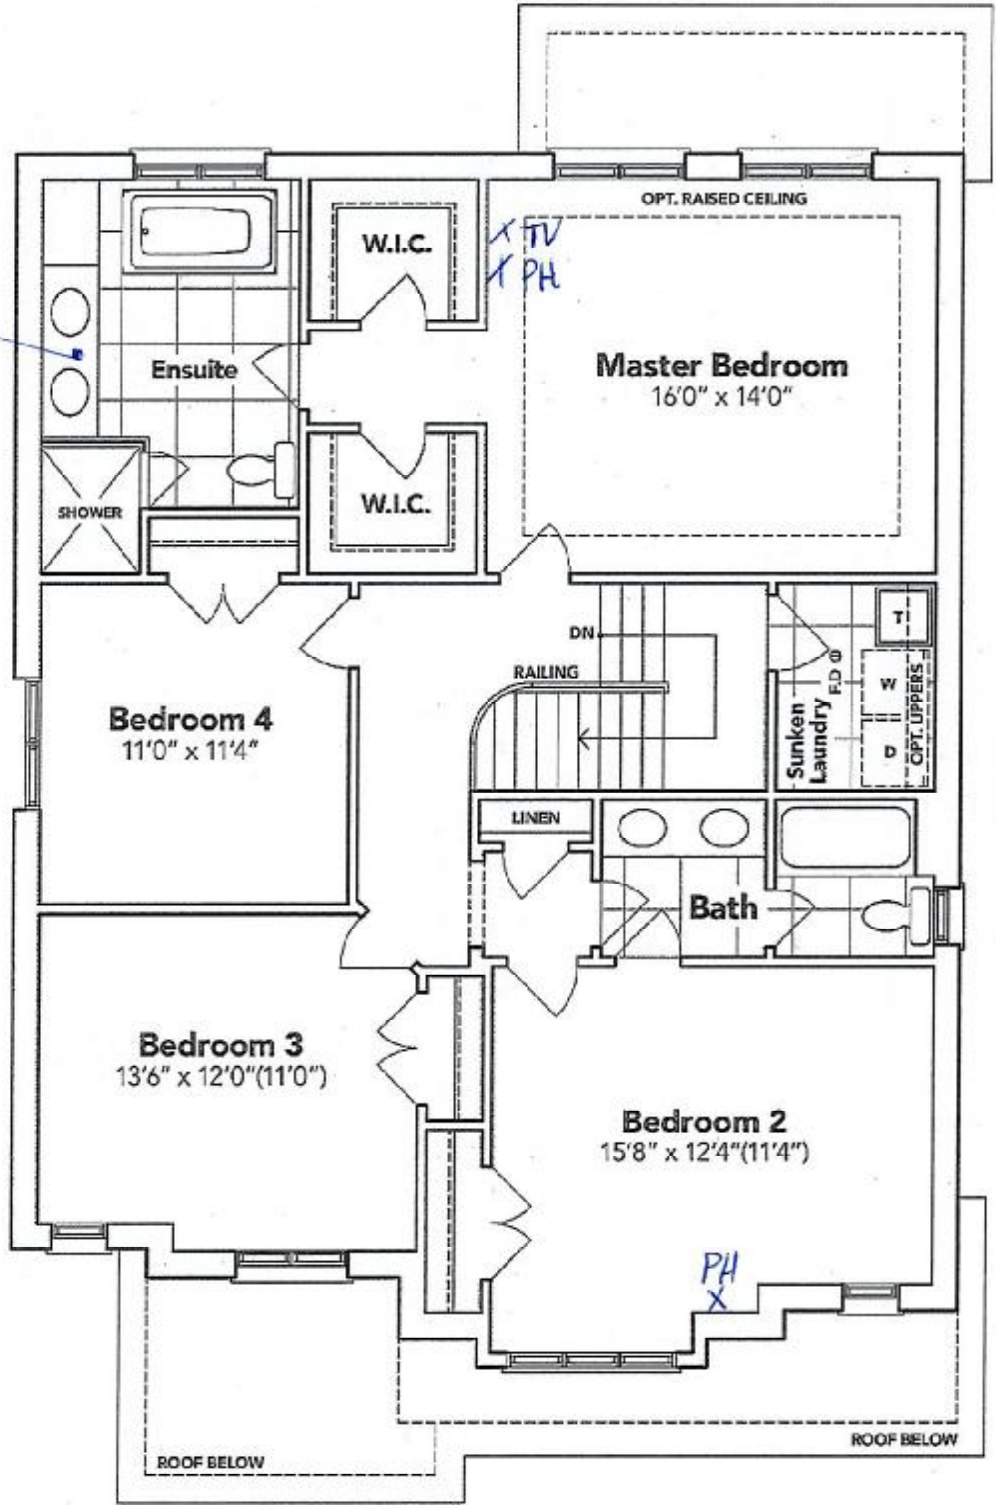 OPT. RAISED CEILING
W.I.C.
X TV
X PH
Ensuite
Master Bedroom
16'0" x 14'0"
W.I.C.
SHOWER
DN
RAILING
T
W
D
OPT. UPPERS
F.D
Sunken
Laundry
Bedroom 4
11'0" x 11'4"
LINEN
Bath
Bedroom 3
13'6" x 12'0"(11'0")
Bedroom 2
15'8" x 12'4"(11'4")
PH
X
ROOF BELOW
ROOF BELOW